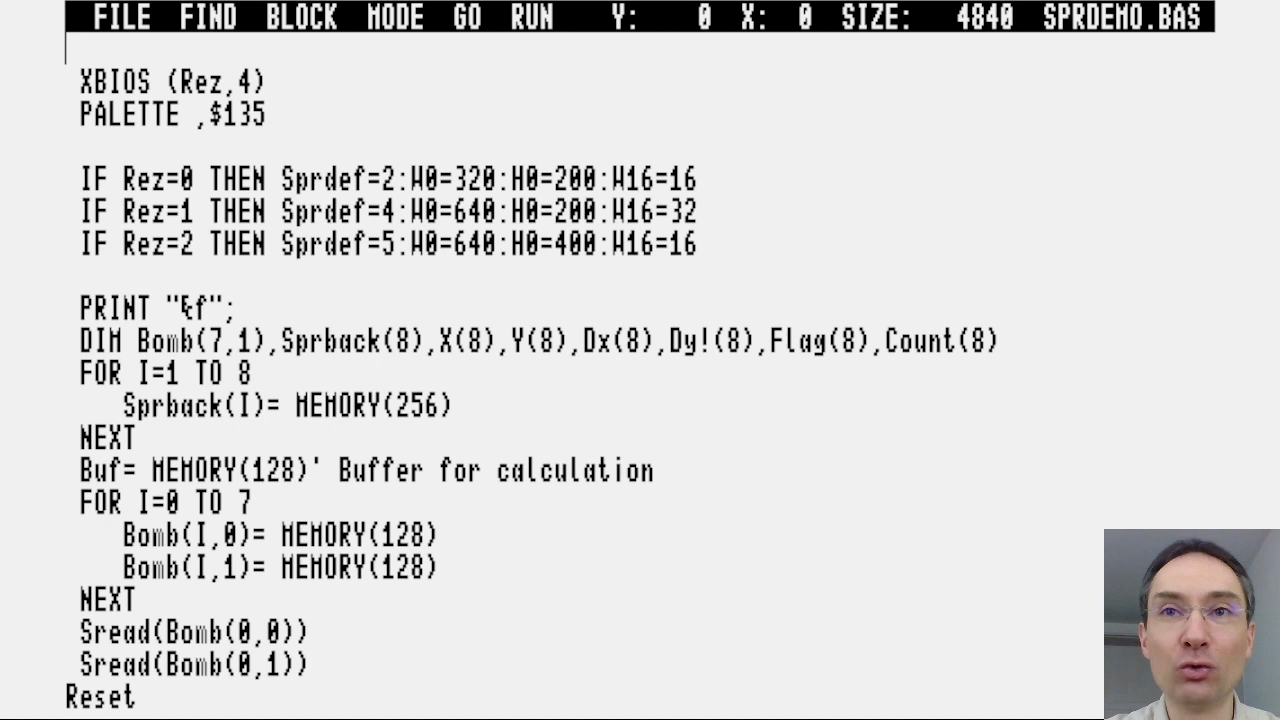 FILE FIND BLOCK MODE GO RUN Y: 0 X: 0 SIZE: 4840 SPRDEMO.BAS
XBIOS (Rez,4)
PALETTE ,$135
IF Rez=0 THEN Sprdef=2:W0=320:H0=200:W16=16
IF Rez=1 THEN Sprdef=4:W0=640:H0=200:W16=32
IF Rez=2 THEN Sprdef=5:W0=640:H0=400:W16=16
PRINT "␛f";
DIM Bomb(7,1),Sprback(8),X(8),Y(8),Dx(8),Dy!(8),Flag(8),Count(8)
FOR I=1 TO 8
Sprback(I)= MEMORY(256)
NEXT
Buf= MEMORY(128)' Buffer for calculation
FOR I=0 TO 7
Bomb(I,0)= MEMORY(128)
Bomb(I,1)= MEMORY(128)
NEXT
Sread(Bomb(0,0))
Sread(Bomb(0,1))
Reset